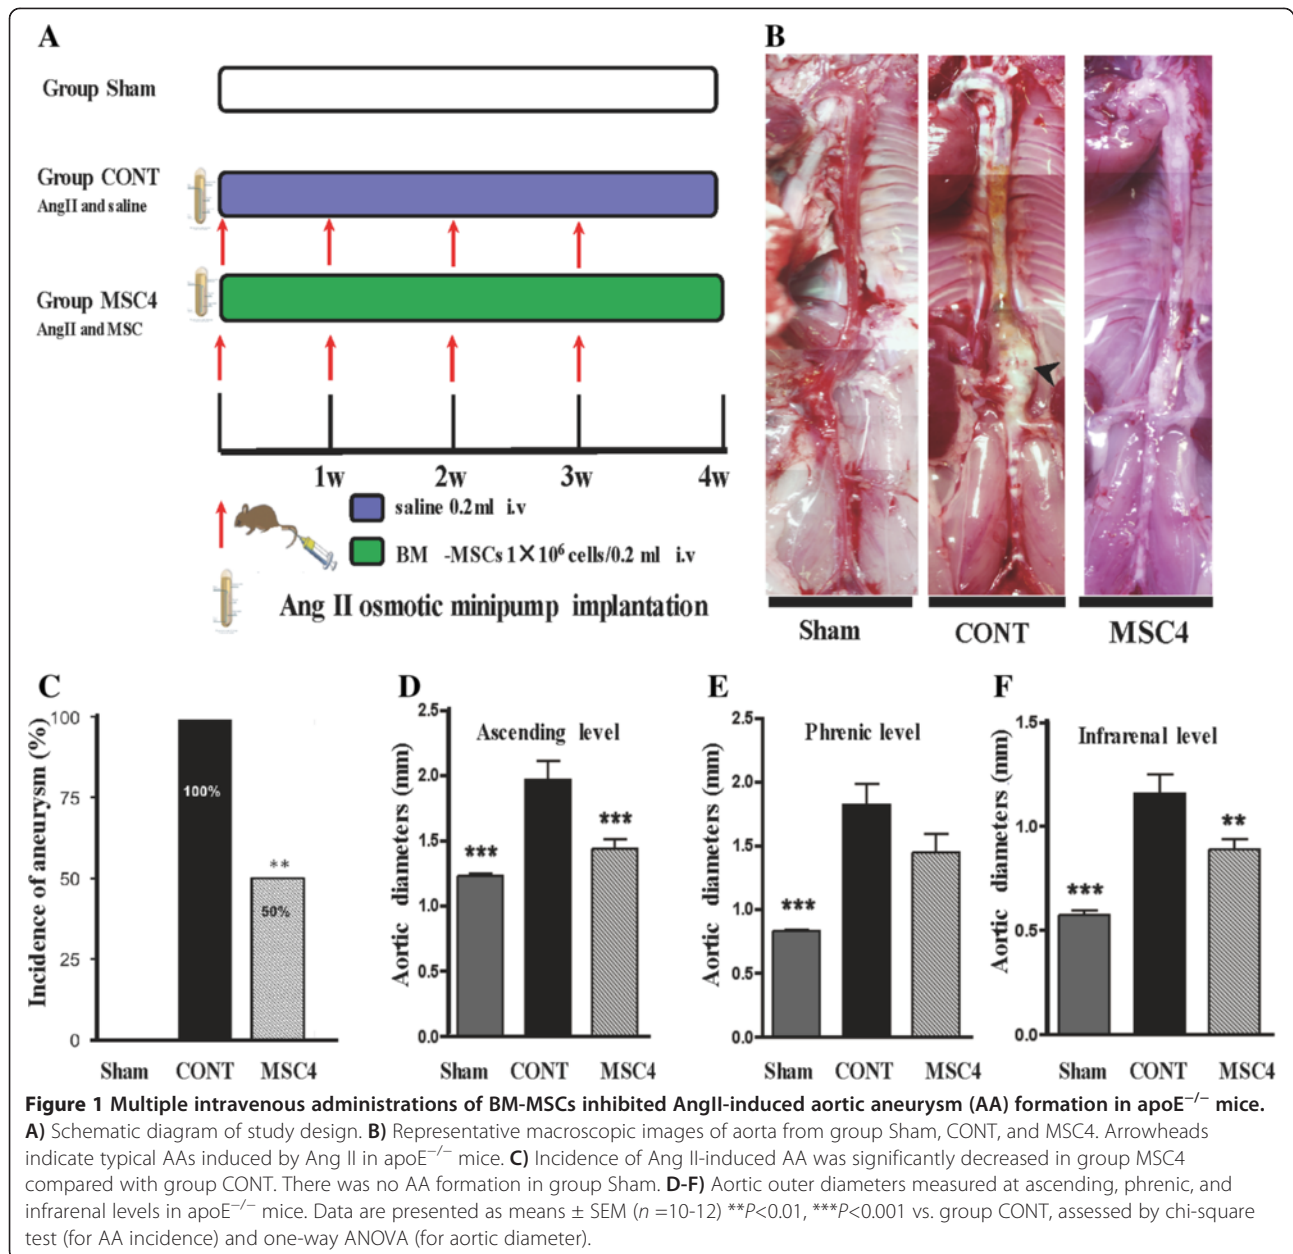 A
Group Sham
Group CONT
AngII and saline
Group MSC4
AngII and MSC
1w 2w 3w 4w
saline 0.2ml i.v
BM -MSCs 1×10⁶ cells/0.2 ml i.v
Ang II osmotic minipump implantation
B
Sham CONT MSC4
C
Incidence of aneurysm (%)
100
75
50
25
0
100%
**
50%
Sham CONT MSC4
D
Aortic diameters (mm)
2.5
2.0
1.5
1.0
0.5
0.0
Ascending level
***
***
Sham CONT MSC4
E
Aortic diameters (mm)
2.5
2.0
1.5
1.0
0.5
0.0
Phrenic level
***
Sham CONT MSC4
F
Aortic diameters (mm)
1.5
1.0
0.5
0.0
Infrarenal level
***
**
Sham CONT MSC4
Figure 1 Multiple intravenous administrations of BM-MSCs inhibited AngII-induced aortic aneurysm (AA) formation in apoE⁻/⁻ mice.
A) Schematic diagram of study design. B) Representative macroscopic images of aorta from group Sham, CONT, and MSC4. Arrowheads
indicate typical AAs induced by Ang II in apoE⁻/⁻ mice. C) Incidence of Ang II-induced AA was significantly decreased in group MSC4
compared with group CONT. There was no AA formation in group Sham. D-F) Aortic outer diameters measured at ascending, phrenic, and
infrarenal levels in apoE⁻/⁻ mice. Data are presented as means ± SEM (n =10-12) **P<0.01, ***P<0.001 vs. group CONT, assessed by chi-square
test (for AA incidence) and one-way ANOVA (for aortic diameter).